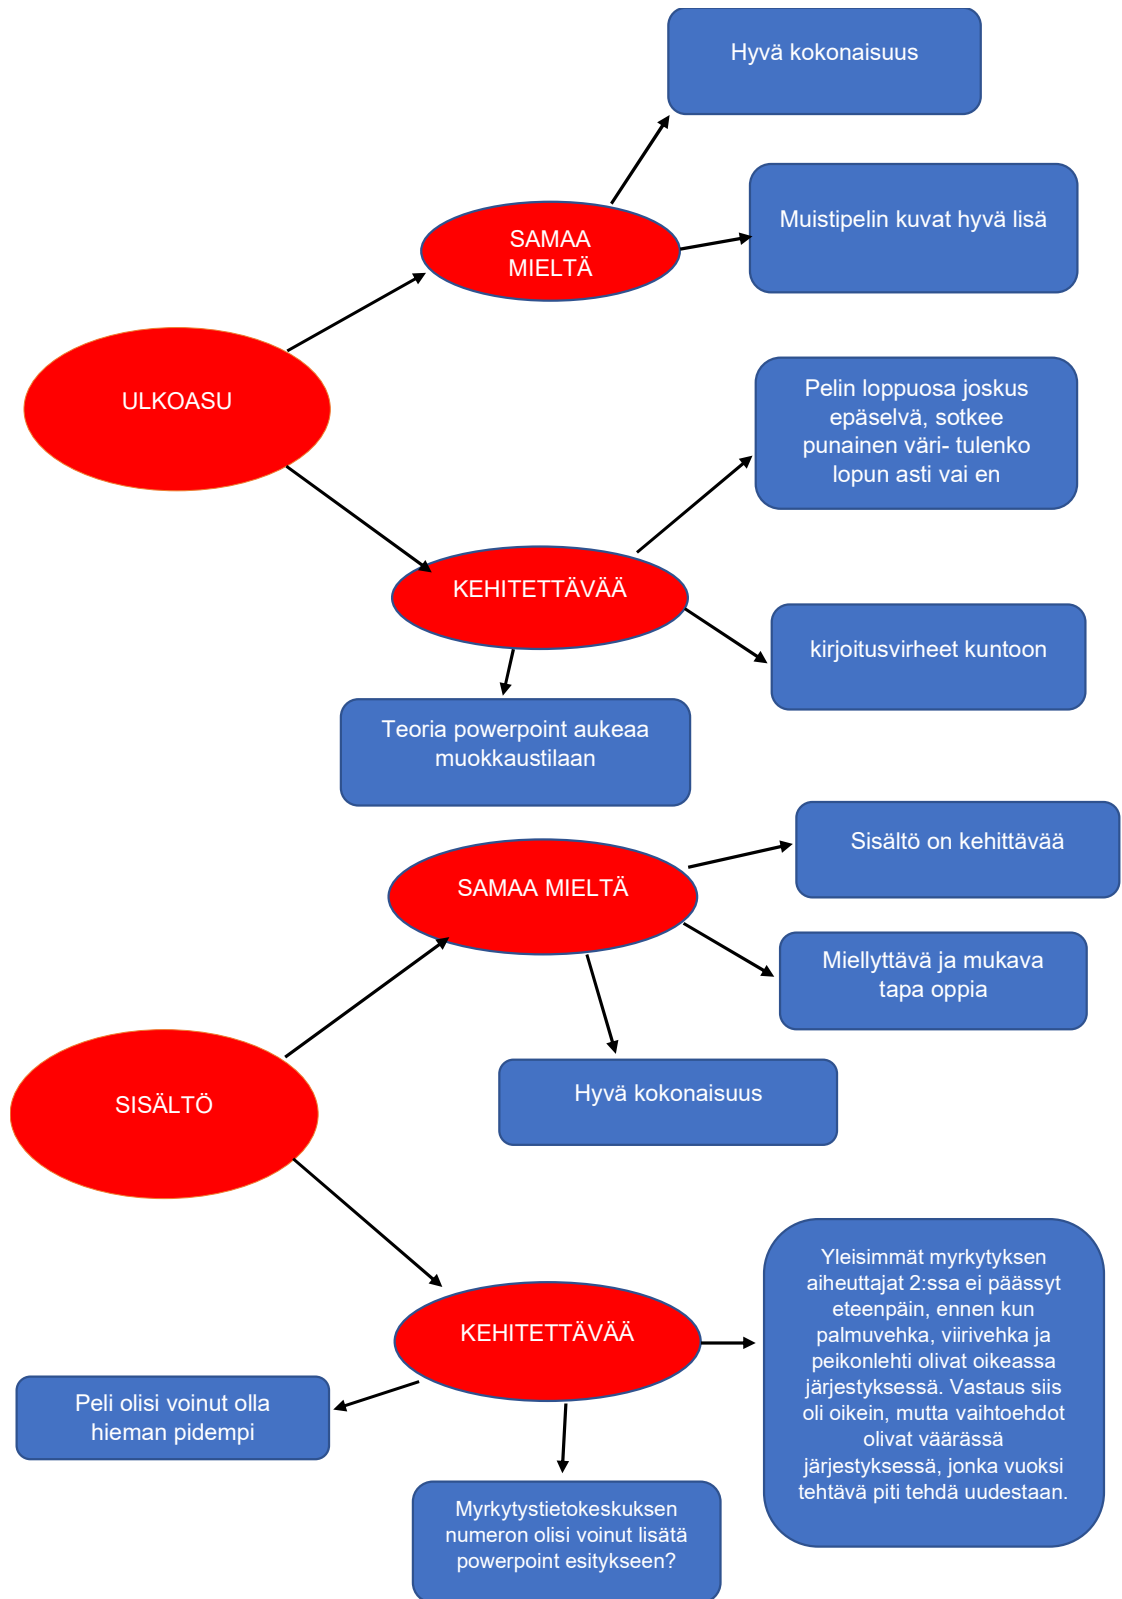 Hyvä kokonaisuus
SAMAA
MIELTÄ
Muistipelin kuvat hyvä lisä
ULKOASU
Pelin loppuosa joskus
epäselvä, sotkee
punainen väri- tulenko
lopun asti vai en
KEHITETTÄVÄÄ
kirjoitusvirheet kuntoon
Teoria powerpoint aukeaa
muokkaustilaan
SAMAA MIELTÄ
Sisältö on kehittävää
Miellyttävä ja mukava
tapa oppia
Hyvä kokonaisuus
SISÄLTÖ
KEHITETTÄVÄÄ
Yleisimmät myrkytyksen
aiheuttajat 2:ssa ei päässyt
eteenpäin, ennen kun
palmuvehka, viirivehka ja
peikonlehti olivat oikeassa
järjestyksessä. Vastaus siis
oli oikein, mutta vaihtoehdot
olivat väärässä
järjestyksessä, jonka vuoksi
tehtävä piti tehdä uudestaan.
Peli olisi voinut olla
hieman pidempi
Myrkytystietokeskuksen
numeron olisi voinut lisätä
powerpoint esitykseen?